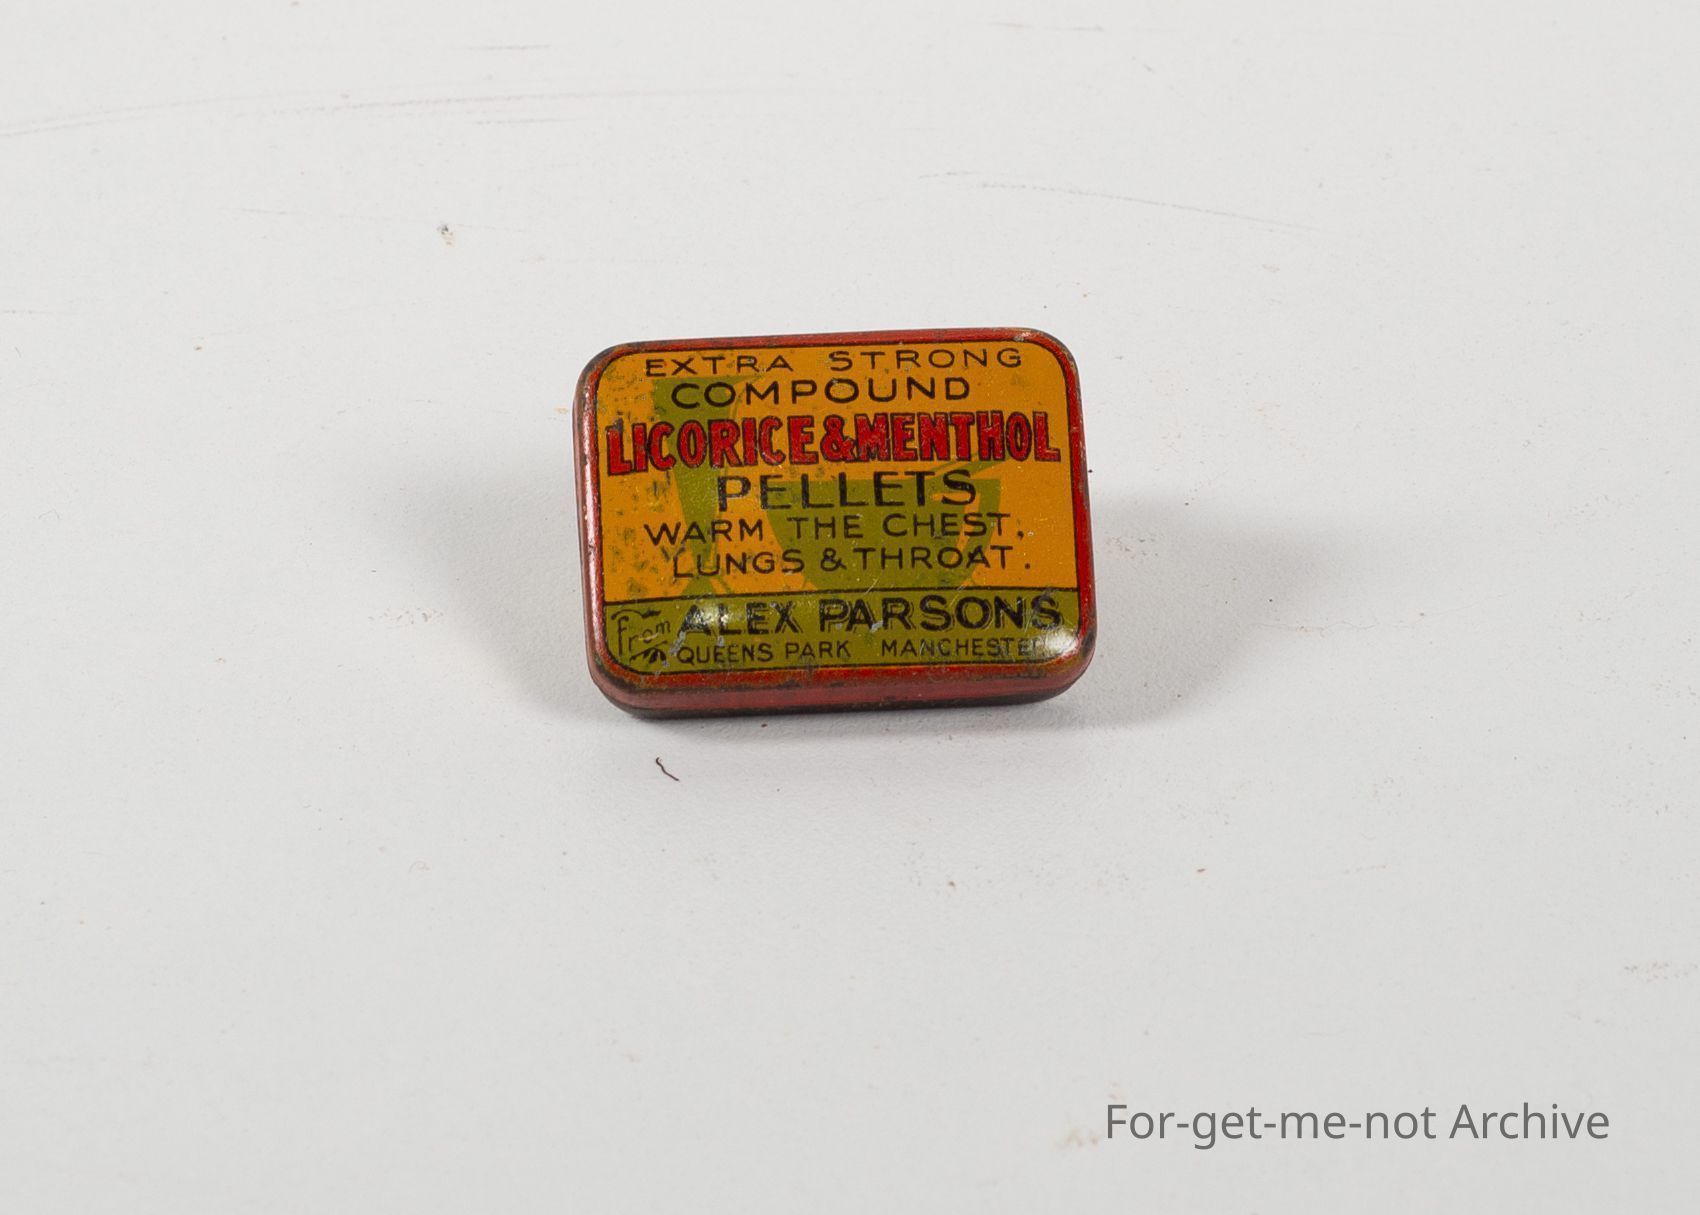 EXTRA STRONG
COMPOUND
LICORICE & MENTHOL
PELLETS
WARM THE CHEST,
LUNGS & THROAT.
From ALEX PARSONS
QUEENS PARK MANCHESTER
For-get-me-not Archive